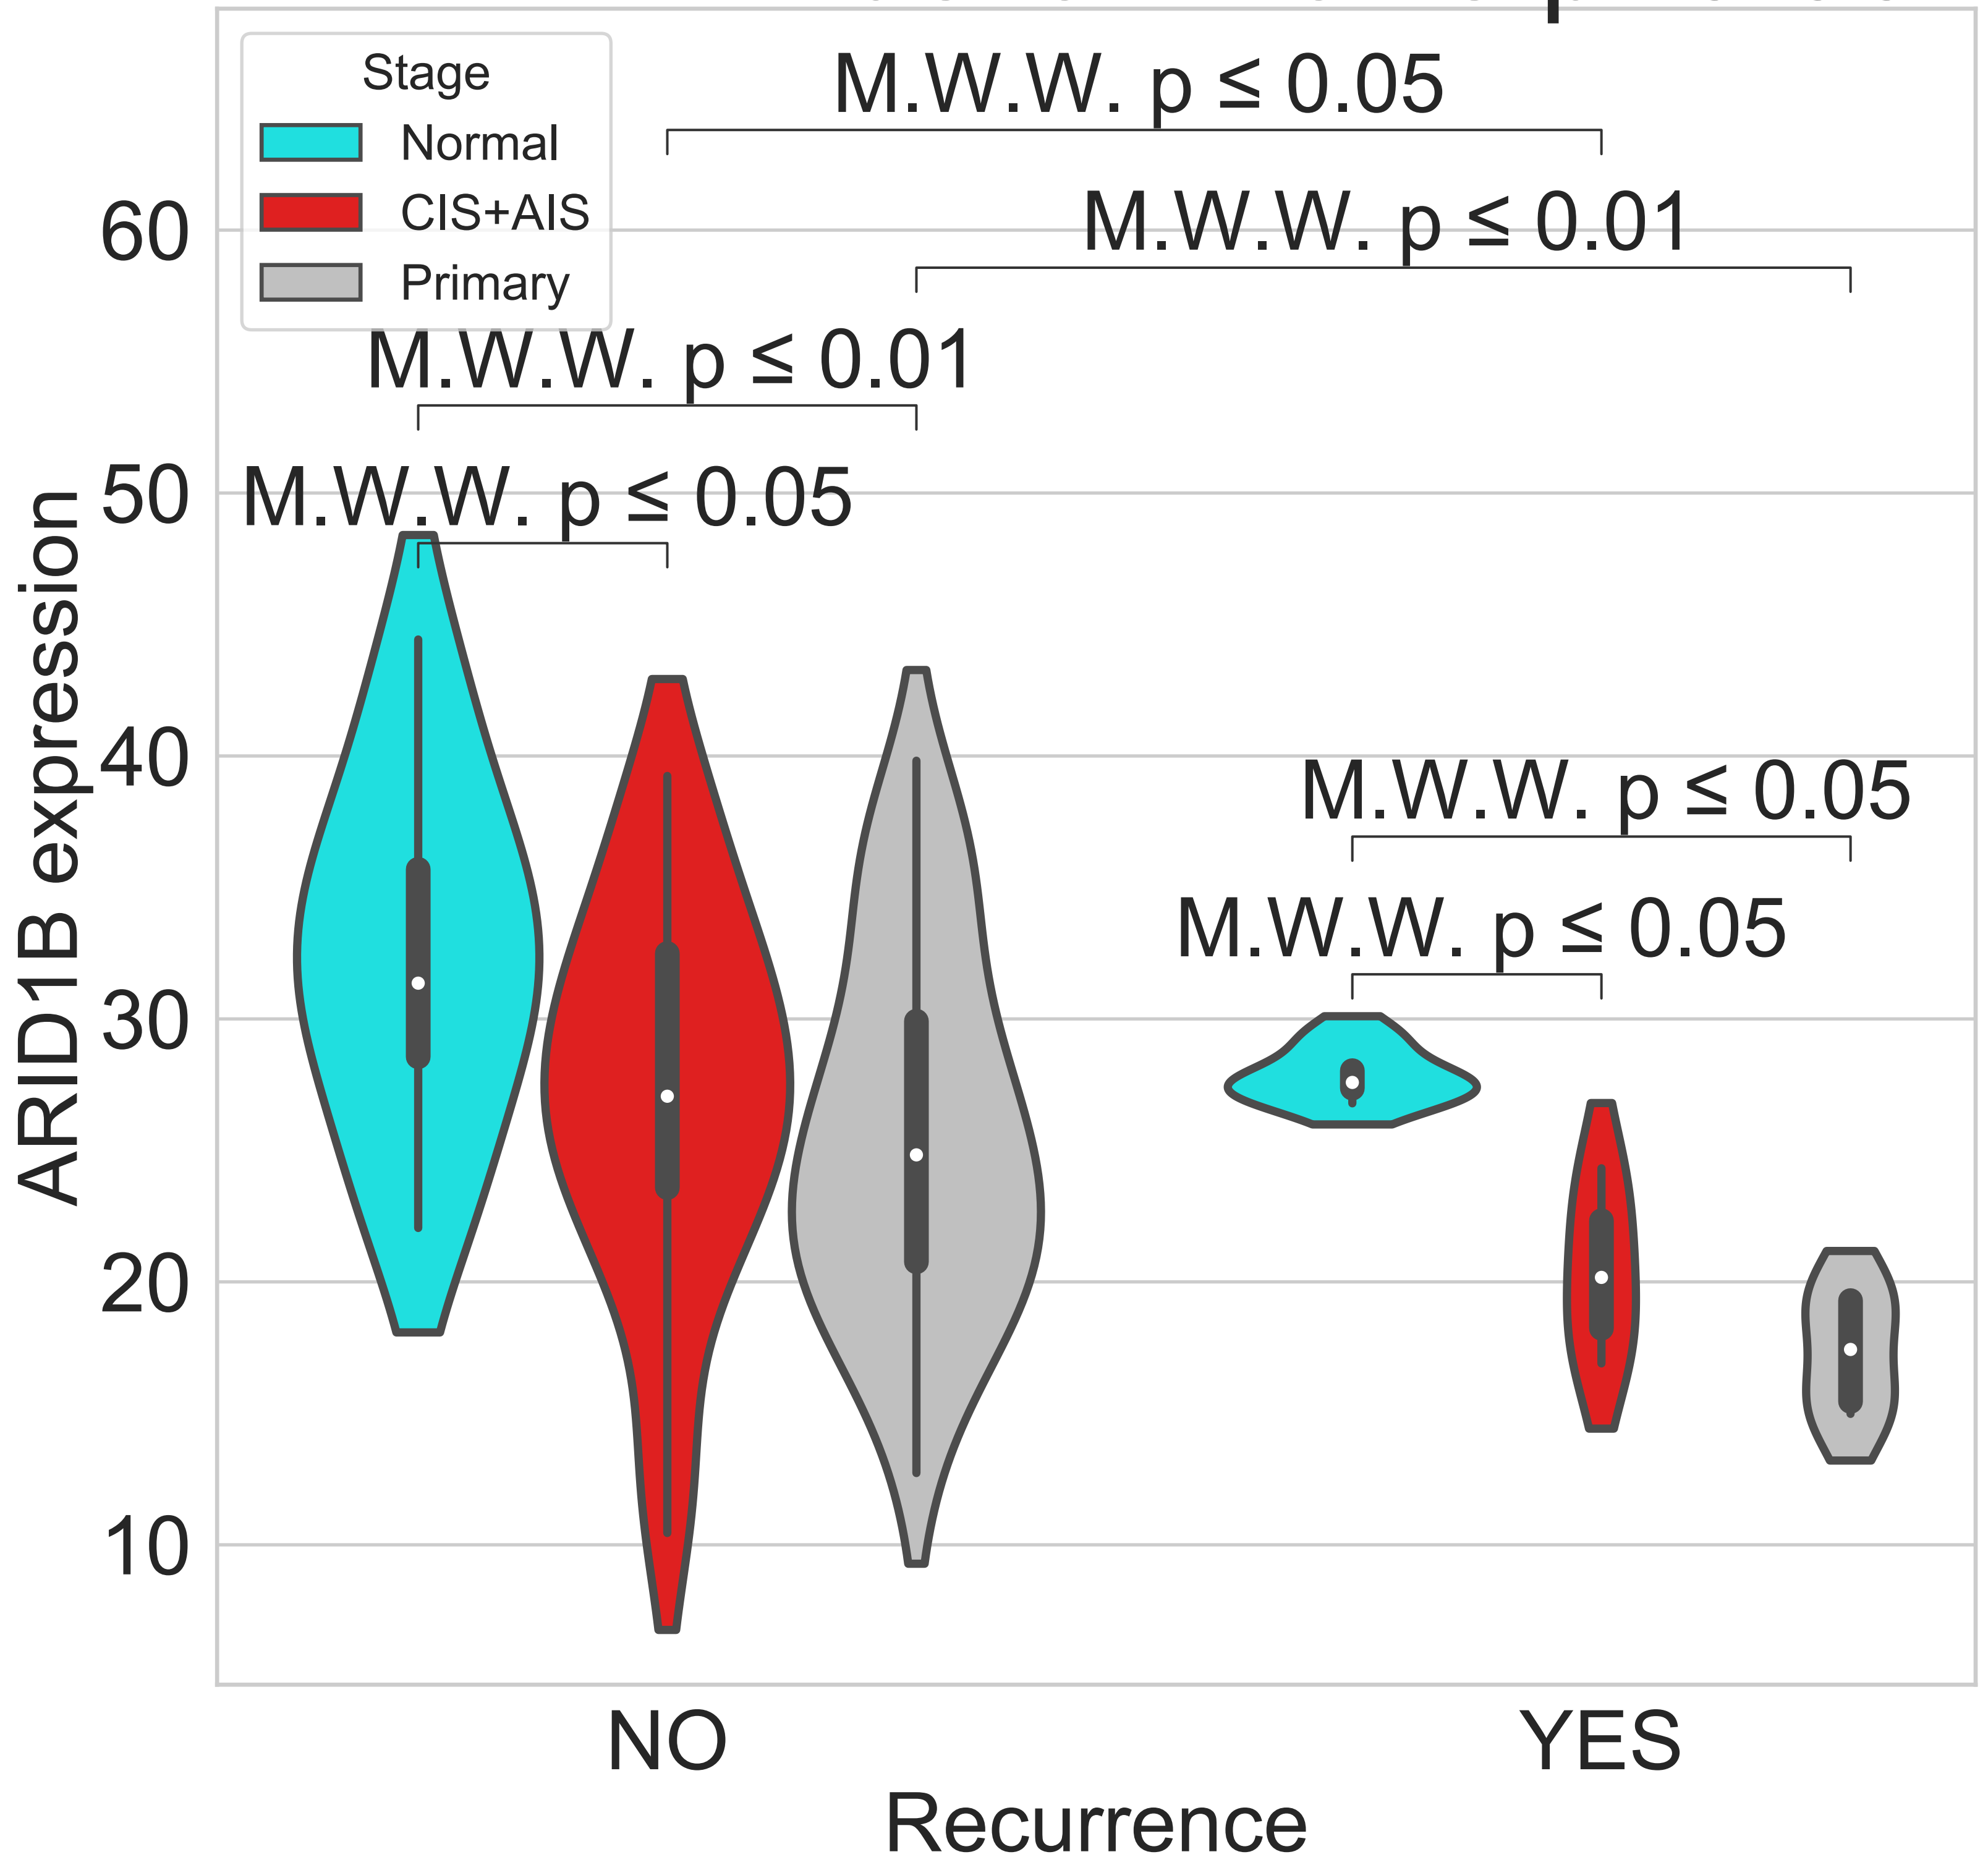 Stage
Normal
CIS+AIS
Primary
M.W.W. p ≤ 0.05
M.W.W. p ≤ 0.01
M.W.W. p ≤ 0.01
M.W.W. p ≤ 0.05
M.W.W. p ≤ 0.05
M.W.W. p ≤ 0.05
60
50
40
30
20
10
ARID1B expression
NO
YES
Recurrence